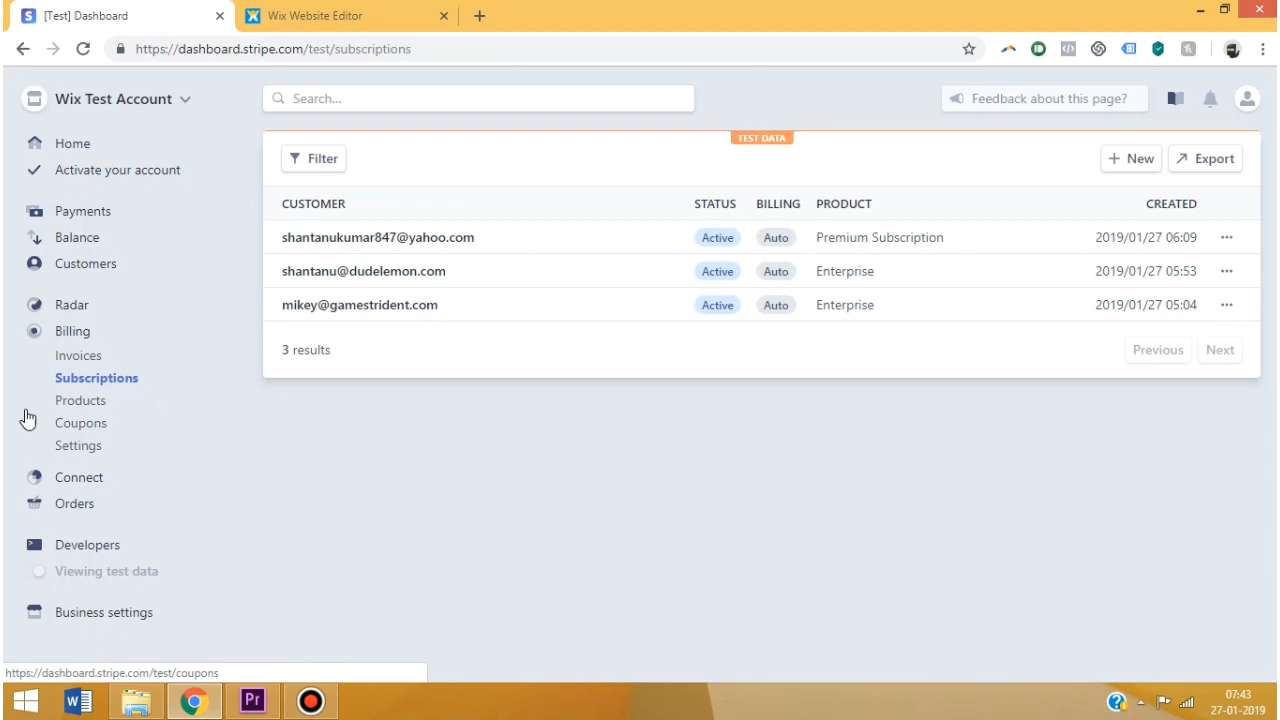 [Test] Dashboard
Wix Website Editor
https://dashboard.stripe.com/test/subscriptions
Wix Test Account
Search...
Feedback about this page?
Home
Activate your account
Payments
Balance
Customers
Radar
Billing
Invoices
Subscriptions
Products
Coupons
Settings
Connect
Orders
Developers
Viewing test data
Business settings
TEST DATA
Filter
New
Export
CUSTOMER STATUS BILLING PRODUCT CREATED
shantanukumar847@yahoo.com Active Auto Premium Subscription 2019/01/27 06:09
shantanu@dudelemon.com Active Auto Enterprise 2019/01/27 05:53
mikey@gamestrident.com Active Auto Enterprise 2019/01/27 05:04
3 results
Previous
Next
https://dashboard.stripe.com/test/coupons
07:43
27-01-2019